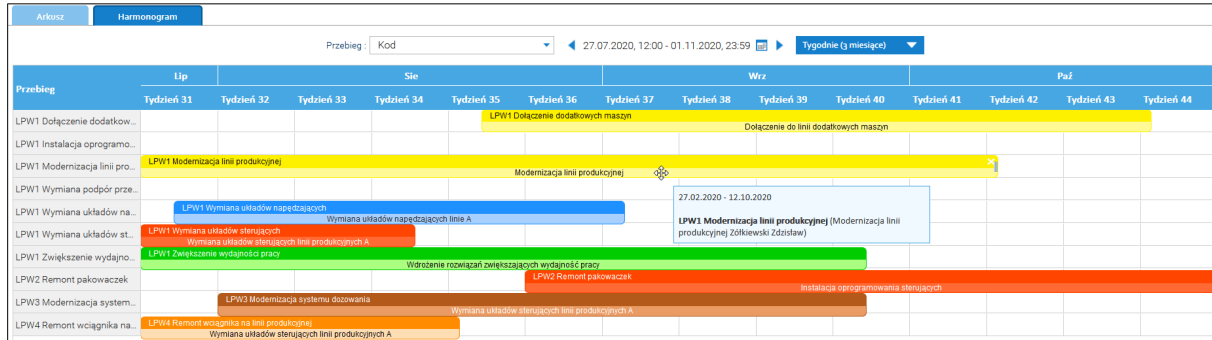 Arkusz Harmonogram
Przebieg : Kod 27.07.2020, 12:00 - 01.11.2020, 23:59 Tygodnie (3 miesiące)
Przebieg Lip Sie Wrz Paź
Tydzień 31 Tydzień 32 Tydzień 33 Tydzień 34 Tydzień 35 Tydzień 36 Tydzień 37 Tydzień 38 Tydzień 39 Tydzień 40 Tydzień 41 Tydzień 42 Tydzień 43 Tydzień 44
LPW1 Dołączenie dodatkow... LPW1 Dołączenie dodatkowych maszyn
Dołączenie do linii dodatkowych maszyn
LPW1 Instalacja oprogramo...
LPW1 Modernizacja linii pro... LPW1 Modernizacja linii produkcyjnej
Modernizacja linii produkcyjnej
LPW1 Wymiana podpór prze...
27.02.2020 - 12.10.2020
LPW1 Modernizacja linii produkcyjnej (Modernizacja linii
produkcyjnej Zółkiewski Zdzisław)
LPW1 Wymiana układów na... LPW1 Wymiana układów napędzających
Wymiana układów napędzających linie A
LPW1 Wymiana układów st... LPW1 Wymiana układów sterujących
Wymiana układów sterujących linii produkcyjnych A
LPW1 Zwiększenie wydajno... LPW1 Zwiększenie wydajności pracy
Wdrożenie rozwiązań zwiększających wydajność pracy
LPW2 Remont pakowaczek LPW2 Remont pakowaczek
Instalacja oprogramowania sterujących
LPW3 Modernizacja system... LPW3 Modernizacja systemu dozowania
Wymiana układów sterujących linii produkcyjnych A
LPW4 Remont wciągnika na... LPW4 Remont wciągnika na linii produkcyjnej
Wymiana układów sterujących linii produkcyjnych A